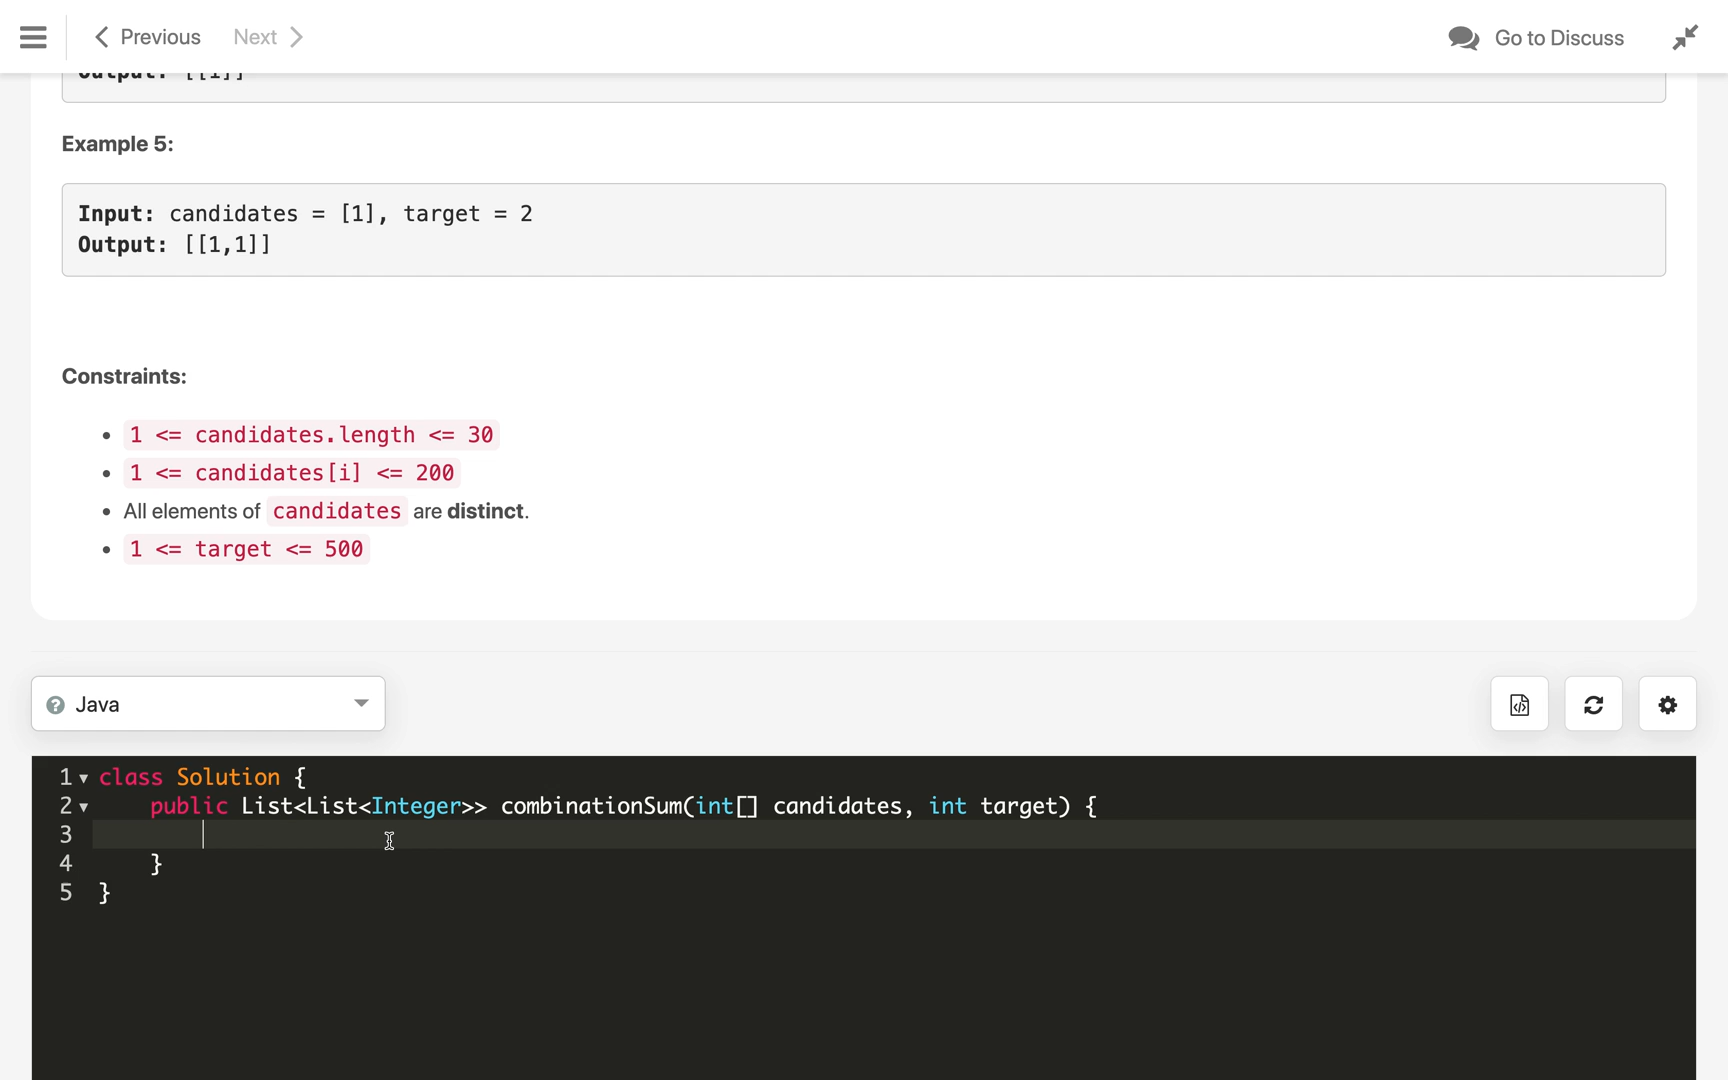 Previous Next Go to Discuss
Output: [[1]]
Example 5:
Input: candidates = [1], target = 2
Output: [[1,1]]
Constraints:
1 <= candidates.length <= 30
1 <= candidates[i] <= 200
All elements of candidates are distinct.
1 <= target <= 500
? Java
1 class Solution {
2 public List<List<Integer>> combinationSum(int[] candidates, int target) {
3
4 }
5 }